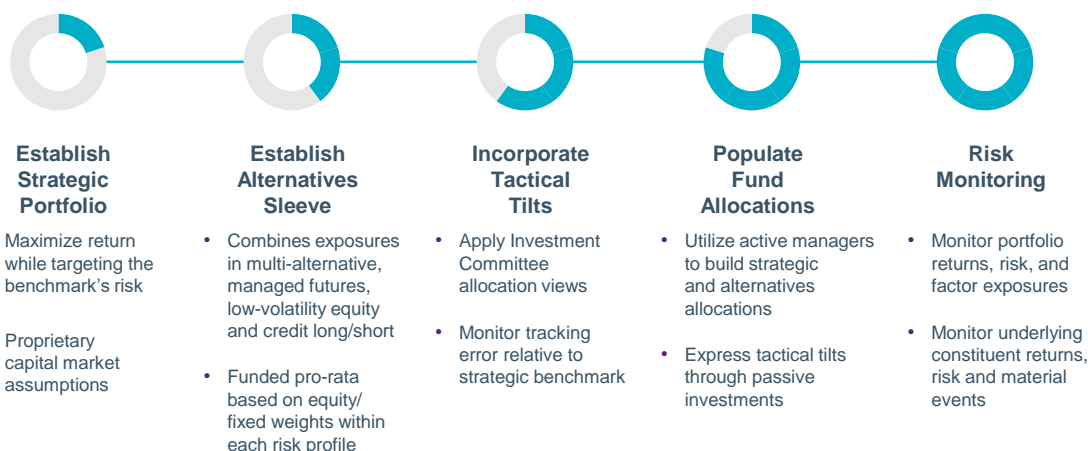 Establish
Strategic
Portfolio
Maximize return
while targeting the
benchmark's risk
Proprietary
capital market
assumptions
Establish
Alternatives
Sleeve
• Combines exposures
in multi-alternative,
managed futures,
low-volatility equity
and credit long/short
• Funded pro-rata
based on equity/
fixed weights within
each risk profile
Incorporate
Tactical
Tilts
• Apply Investment
Committee
allocation views
• Monitor tracking
error relative to
strategic benchmark
Populate
Fund
Allocations
• Utilize active managers
to build strategic
and alternatives
allocations
• Express tactical tilts
through passive
investments
Risk
Monitoring
• Monitor portfolio
returns, risk, and
factor exposures
• Monitor underlying
constituent returns,
risk and material
events